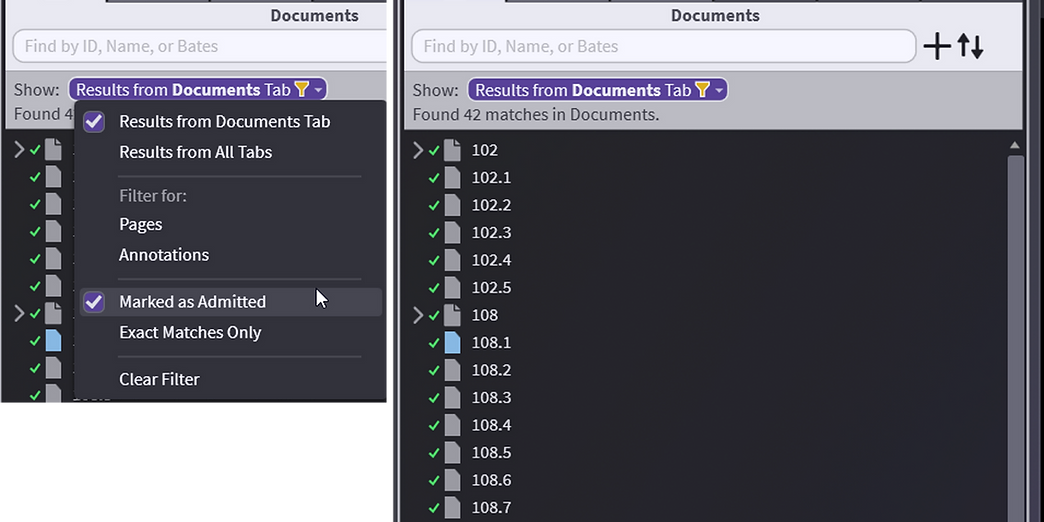 Documents
Find by ID, Name, or Bates
Show: Results from Documents Tab
Found 4
Results from Documents Tab
Results from All Tabs
Filter for:
Pages
Annotations
Marked as Admitted
Exact Matches Only
Clear Filter
Documents
Find by ID, Name, or Bates
Show: Results from Documents Tab
Found 42 matches in Documents.
102
102.1
102.2
102.3
102.4
102.5
108
108.1
108.2
108.3
108.4
108.5
108.6
108.7